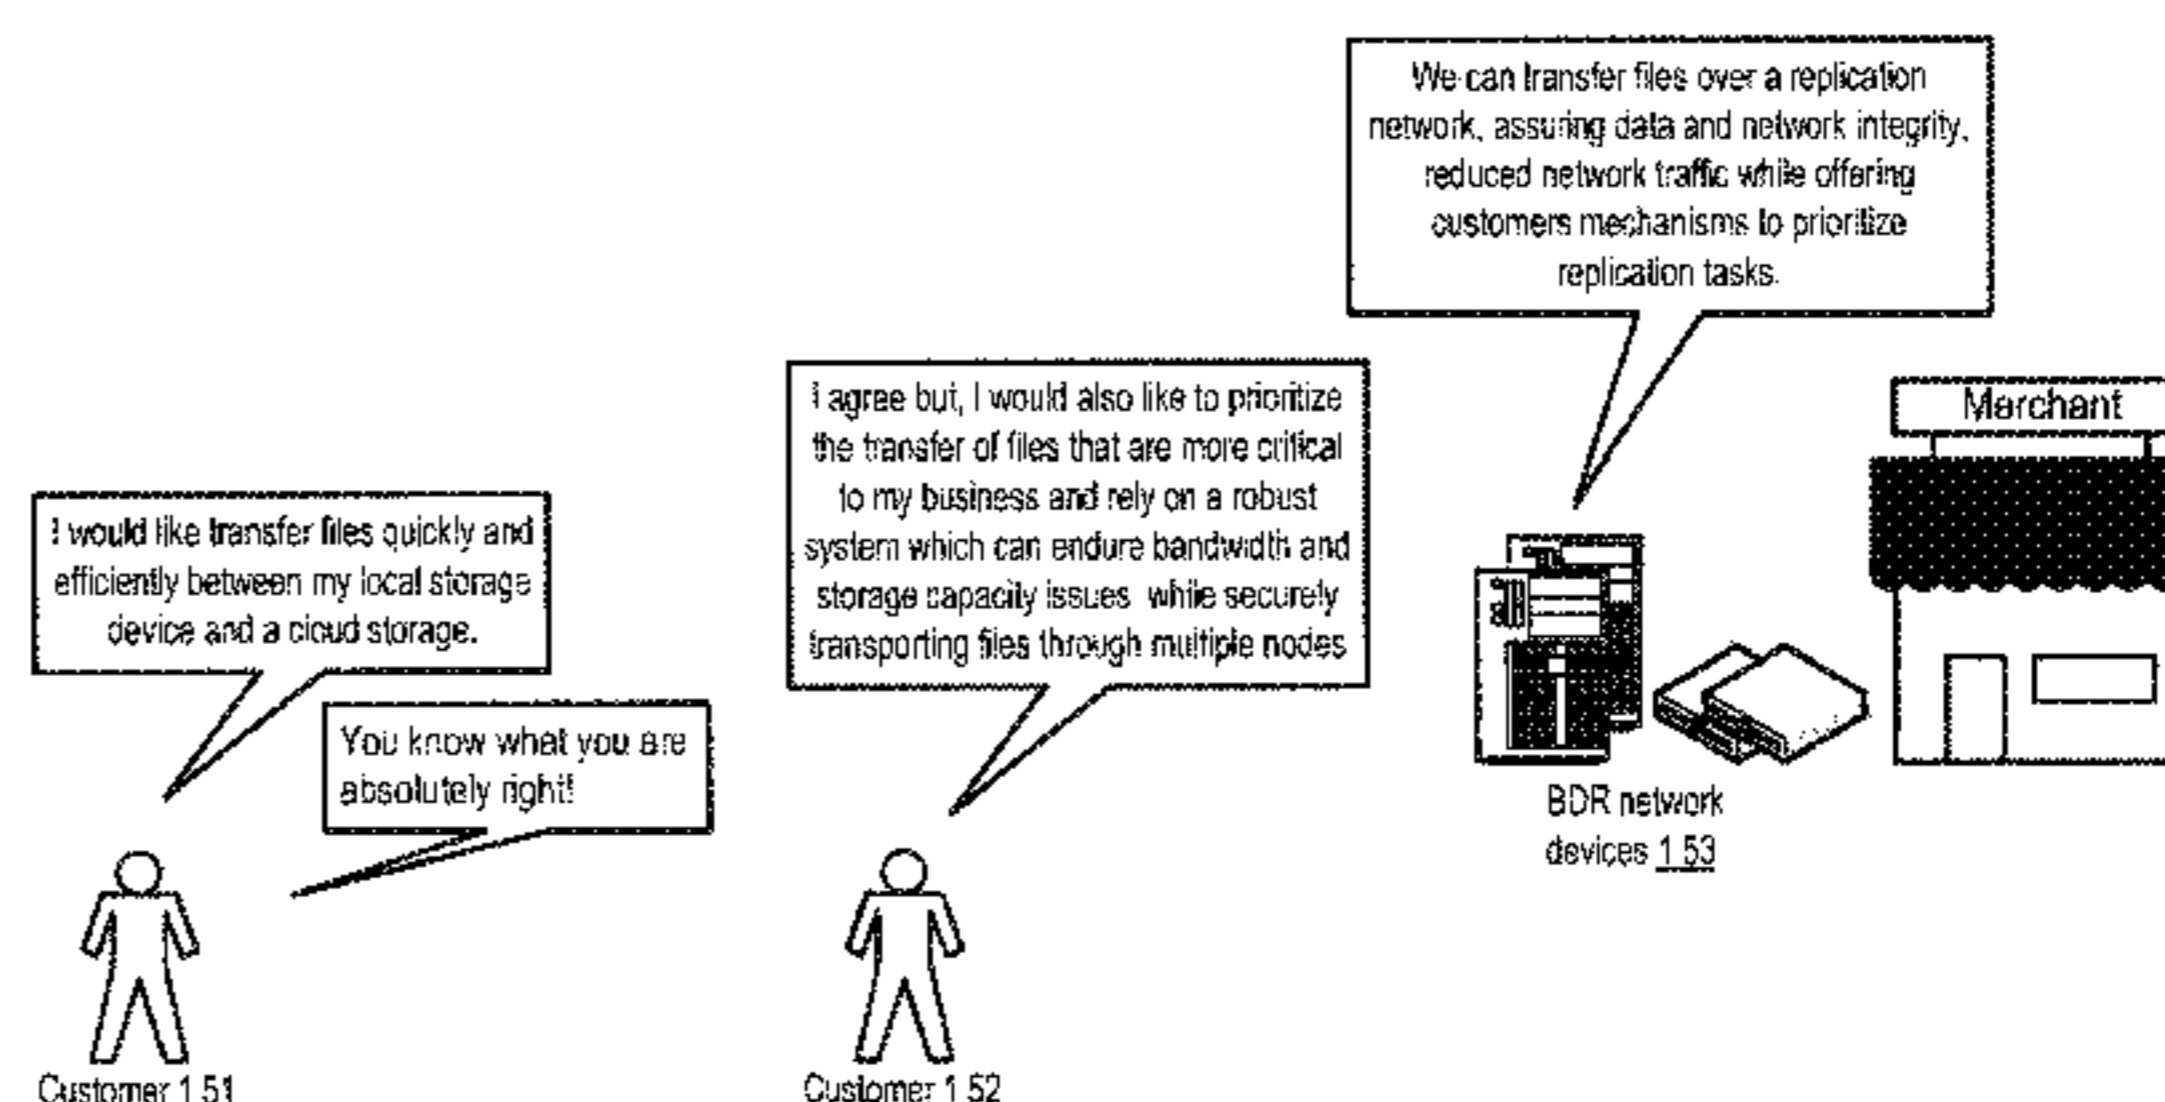 We can transfer files over a replication
network, assuring data and network integrity,
reduced network traffic while offering
customers mechanisms to prioritize
replication tasks.
Merchant
I agree but, I would also like to prioritize
the transfer of files that are more critical
to my business and rely on a robust
system which can endure bandwidth and
storage capacity issues while securely
transporting files through multiple nodes
I would like transfer files quickly and
efficiently between my local storage
device and a cloud storage.
You know what you are
absolutely right!
BDR network
devices 1 53
Customer 1 51
Customer 1 52